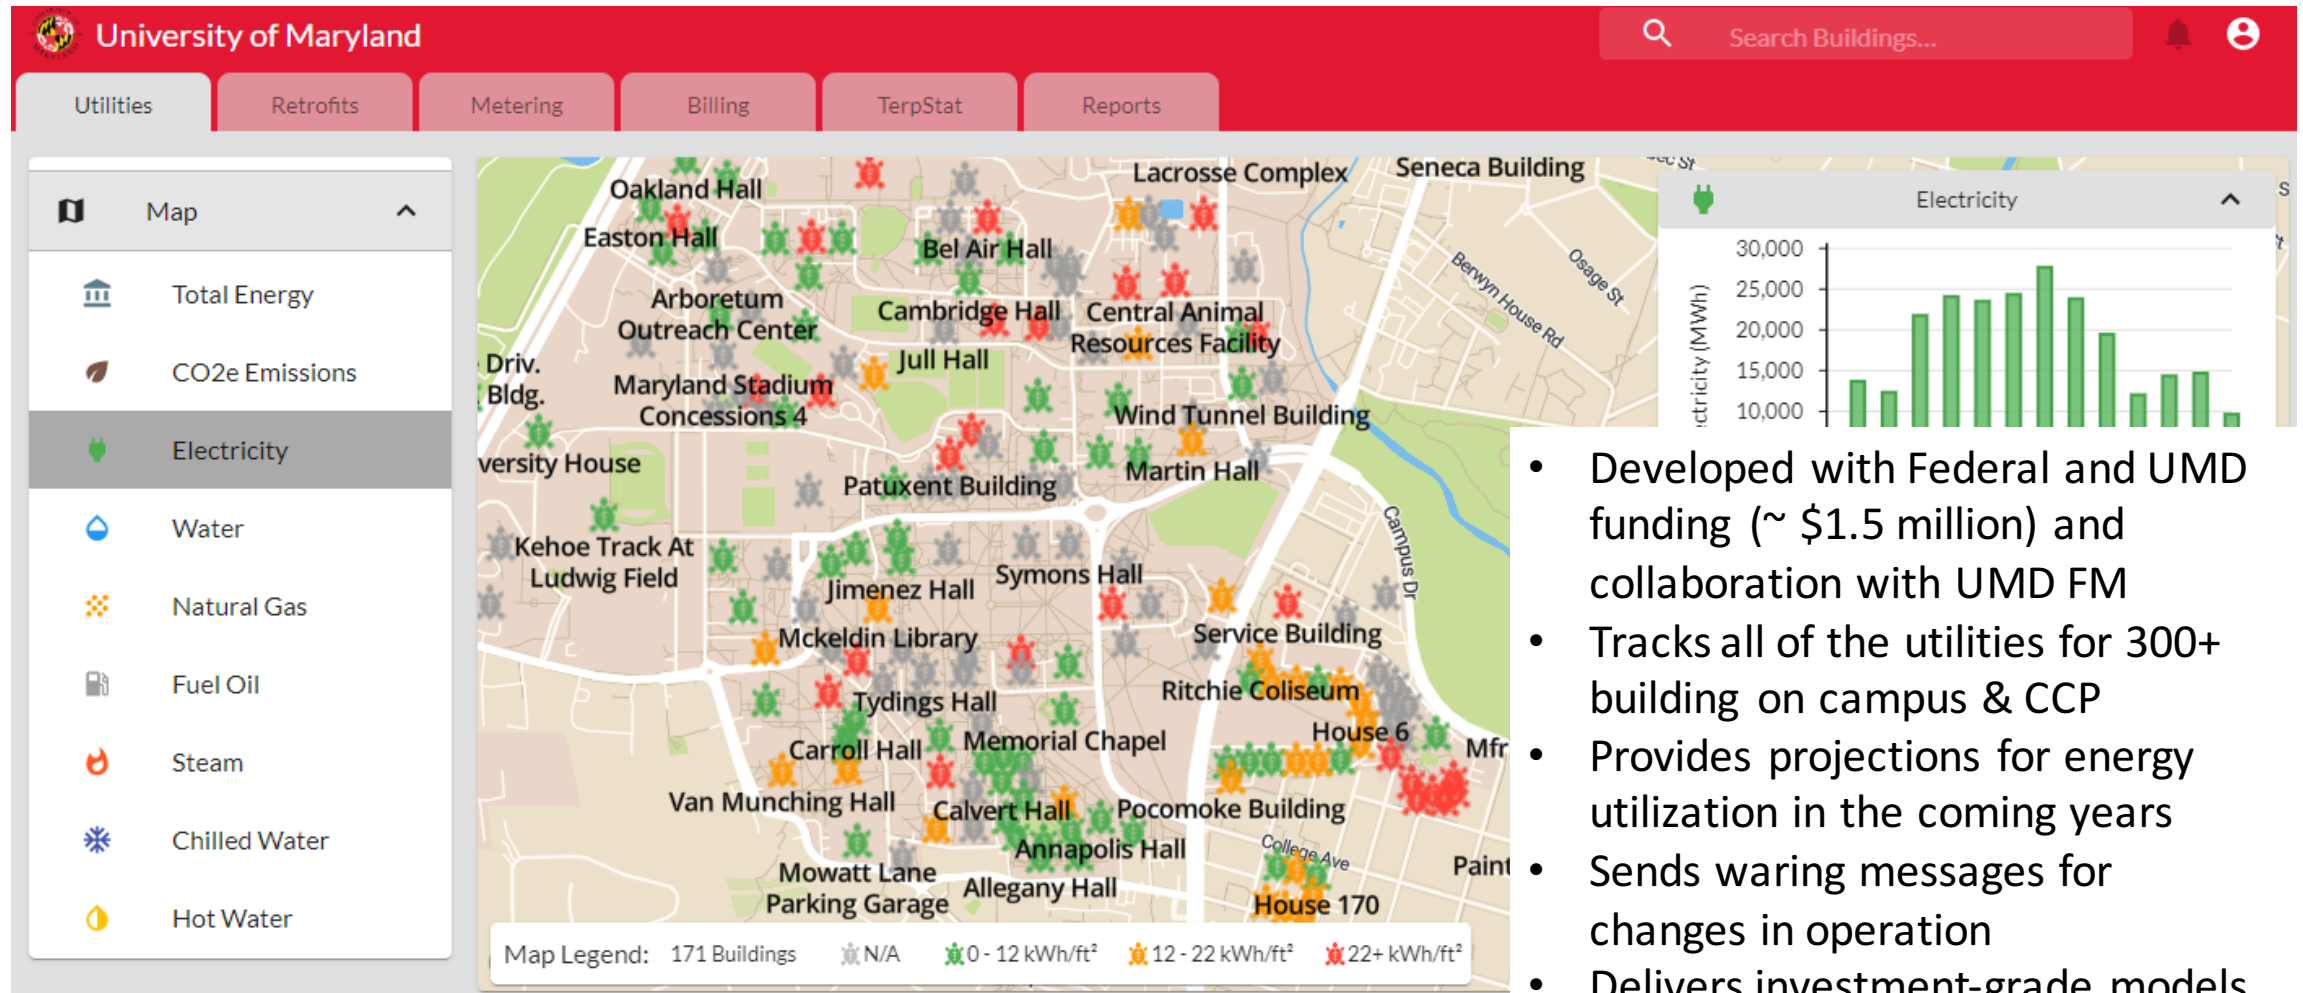 University of Maryland
Search Buildings...
Utilities
Retrofits
Metering
Billing
TerpStat
Reports
Map
Total Energy
CO2e Emissions
Electricity
Water
Natural Gas
Fuel Oil
Steam
Chilled Water
Hot Water
Oakland Hall
Easton Hall
Bel Air Hall
Lacrosse Complex
Seneca Building
Arboretum
Outreach Center
Cambridge Hall
Central Animal
Resources Facility
Driv.
Bldg.
Jull Hall
Maryland Stadium
Concessions 4
Wind Tunnel Building
versity House
Patuxent Building
Martin Hall
Kehoe Track At
Ludwig Field
Jimenez Hall
Symons Hall
Mckeldin Library
Service Building
Tydings Hall
Ritchie Coliseum
Carroll Hall
Memorial Chapel
House 6
Mfr
Van Munching Hall
Calvert Hall
Pocomoke Building
Annapolis Hall
Mowatt Lane
Parking Garage
Allegany Hall
College Ave
House 170
Paint
Berwyn House Rd
Osage St
Campus Dr
Map Legend: 171 Buildings N/A 0 - 12 kWh/ft² 12 - 22 kWh/ft² 22+ kWh/ft²
Electricity
30,000
25,000
20,000
15,000
10,000
ectricity (MWh)
• Developed with Federal and UMD
funding (~ $1.5 million) and
collaboration with UMD FM
• Tracks all of the utilities for 300+
building on campus & CCP
• Provides projections for energy
utilization in the coming years
• Sends waring messages for
changes in operation
• Delivers investment-grade models